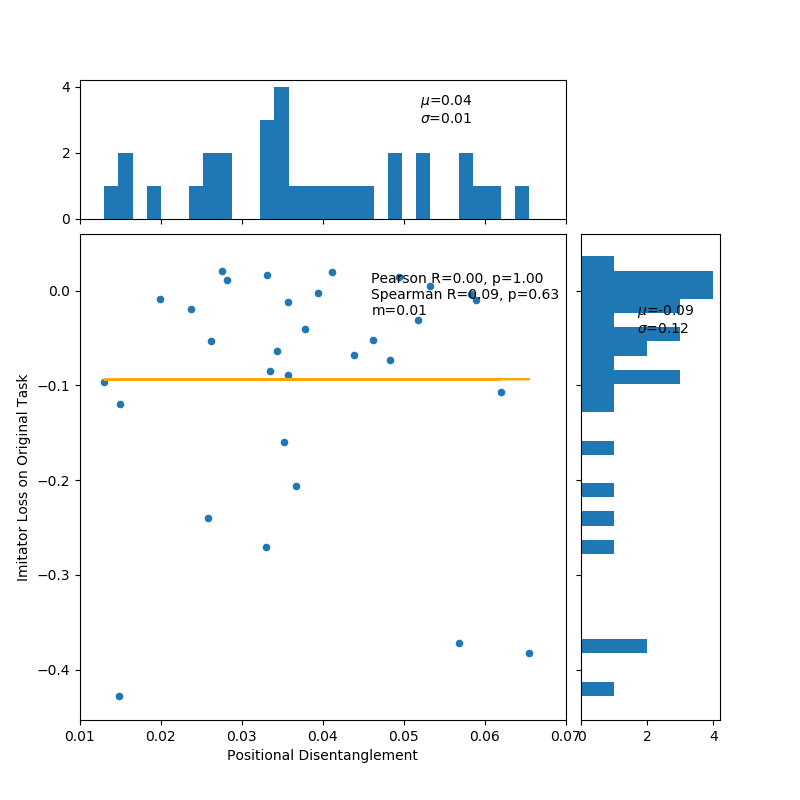 4
2
0
μ=0.04
σ=0.01
0.0
−0.1
−0.2
−0.3
−0.4
Imitator Loss on Original Task
Pearson R=0.00, p=1.00
Spearman R=0.09, p=0.63
m=0.01
μ=-0.09
σ=0.12
0.01 0.02 0.03 0.04 0.05 0.06 0.07
0 2 4
Positional Disentanglement